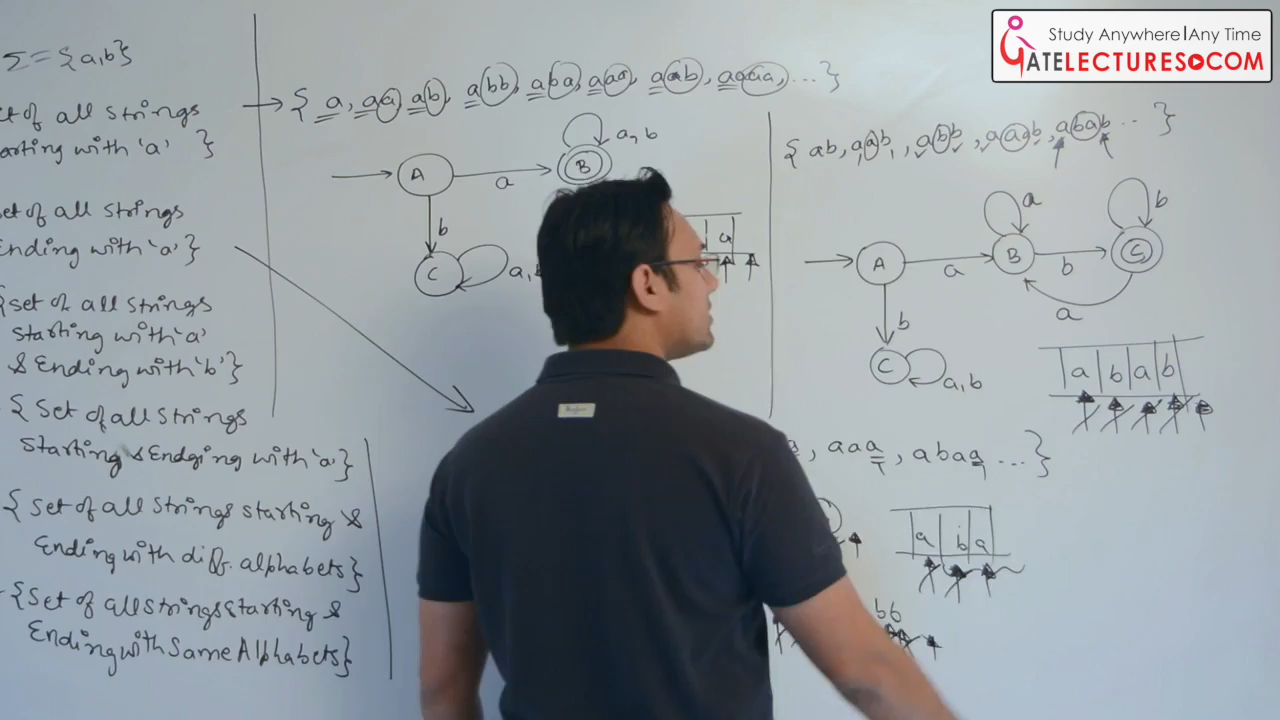 Study Anywhere Any Time
GATELECTURES.COM
Σ = {a,b}
et of all strings
arting with 'a' }
et of all strings
Ending with 'a'}
{set of all strings
starting with 'a'
& Ending with 'b'}
{ Set of all strings
starting & Endging with 'a'}
{set of all strings starting &
Ending with diff. alphabets}
{Set of all strings starting &
Ending with Same Alphabets}
{ a, aa, ab, abb, aba, aaa, aab, aaaa, ...}
A
a
B
a, b
b
C
a,
a
{ ab, aab, abb, aaab, abab ... }
A
a
B
a
b
C
b
a
b
C
a,b
a b a b
, aaa, abaa ... }
a b a
bb